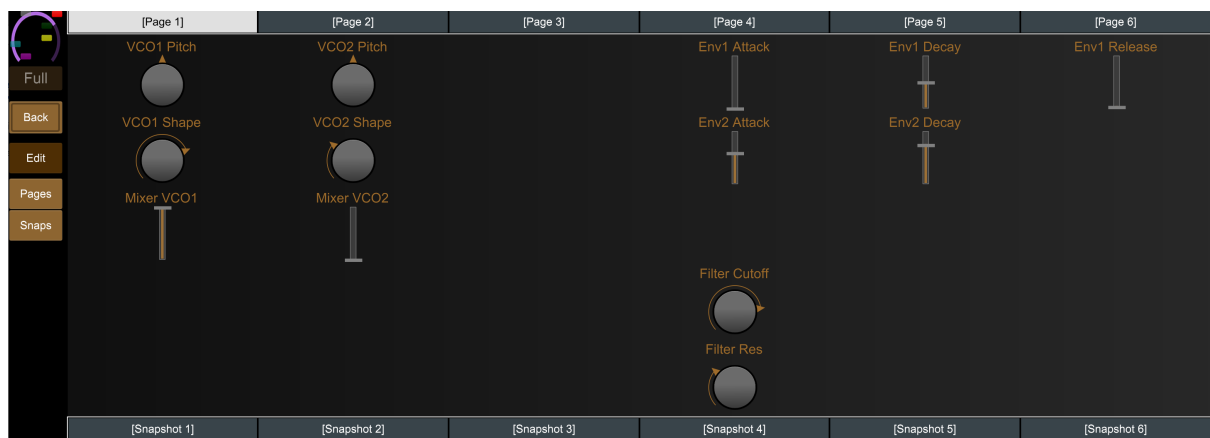 [Page 1] [Page 2] [Page 3] [Page 4] [Page 5] [Page 6]
VCO1 Pitch VCO2 Pitch Env1 Attack Env1 Decay Env1 Release
Full
Back
VCO1 Shape VCO2 Shape Env2 Attack Env2 Decay
Edit
Pages
Mixer VCO1 Mixer VCO2
Snaps
Filter Cutoff
Filter Res
[Snapshot 1] [Snapshot 2] [Snapshot 3] [Snapshot 4] [Snapshot 5] [Snapshot 6]